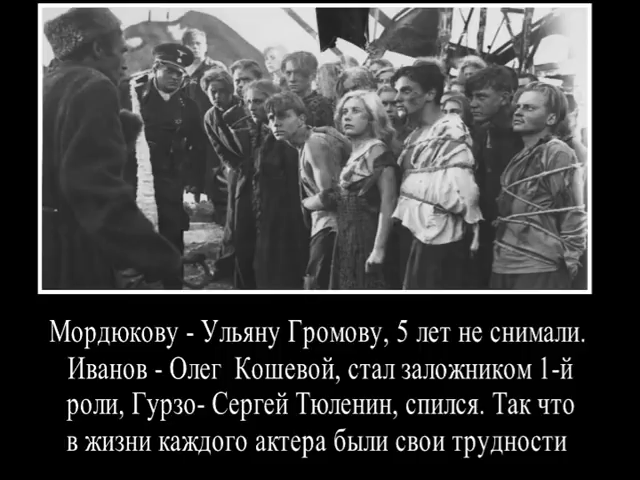 Мордюкову - Ульяну Громову, 5 лет не снимали.
Иванов - Олег Кошевой, стал заложником 1-й
роли, Гурзо- Сергей Тюленин, спился. Так что
в жизни каждого актера были свои трудности